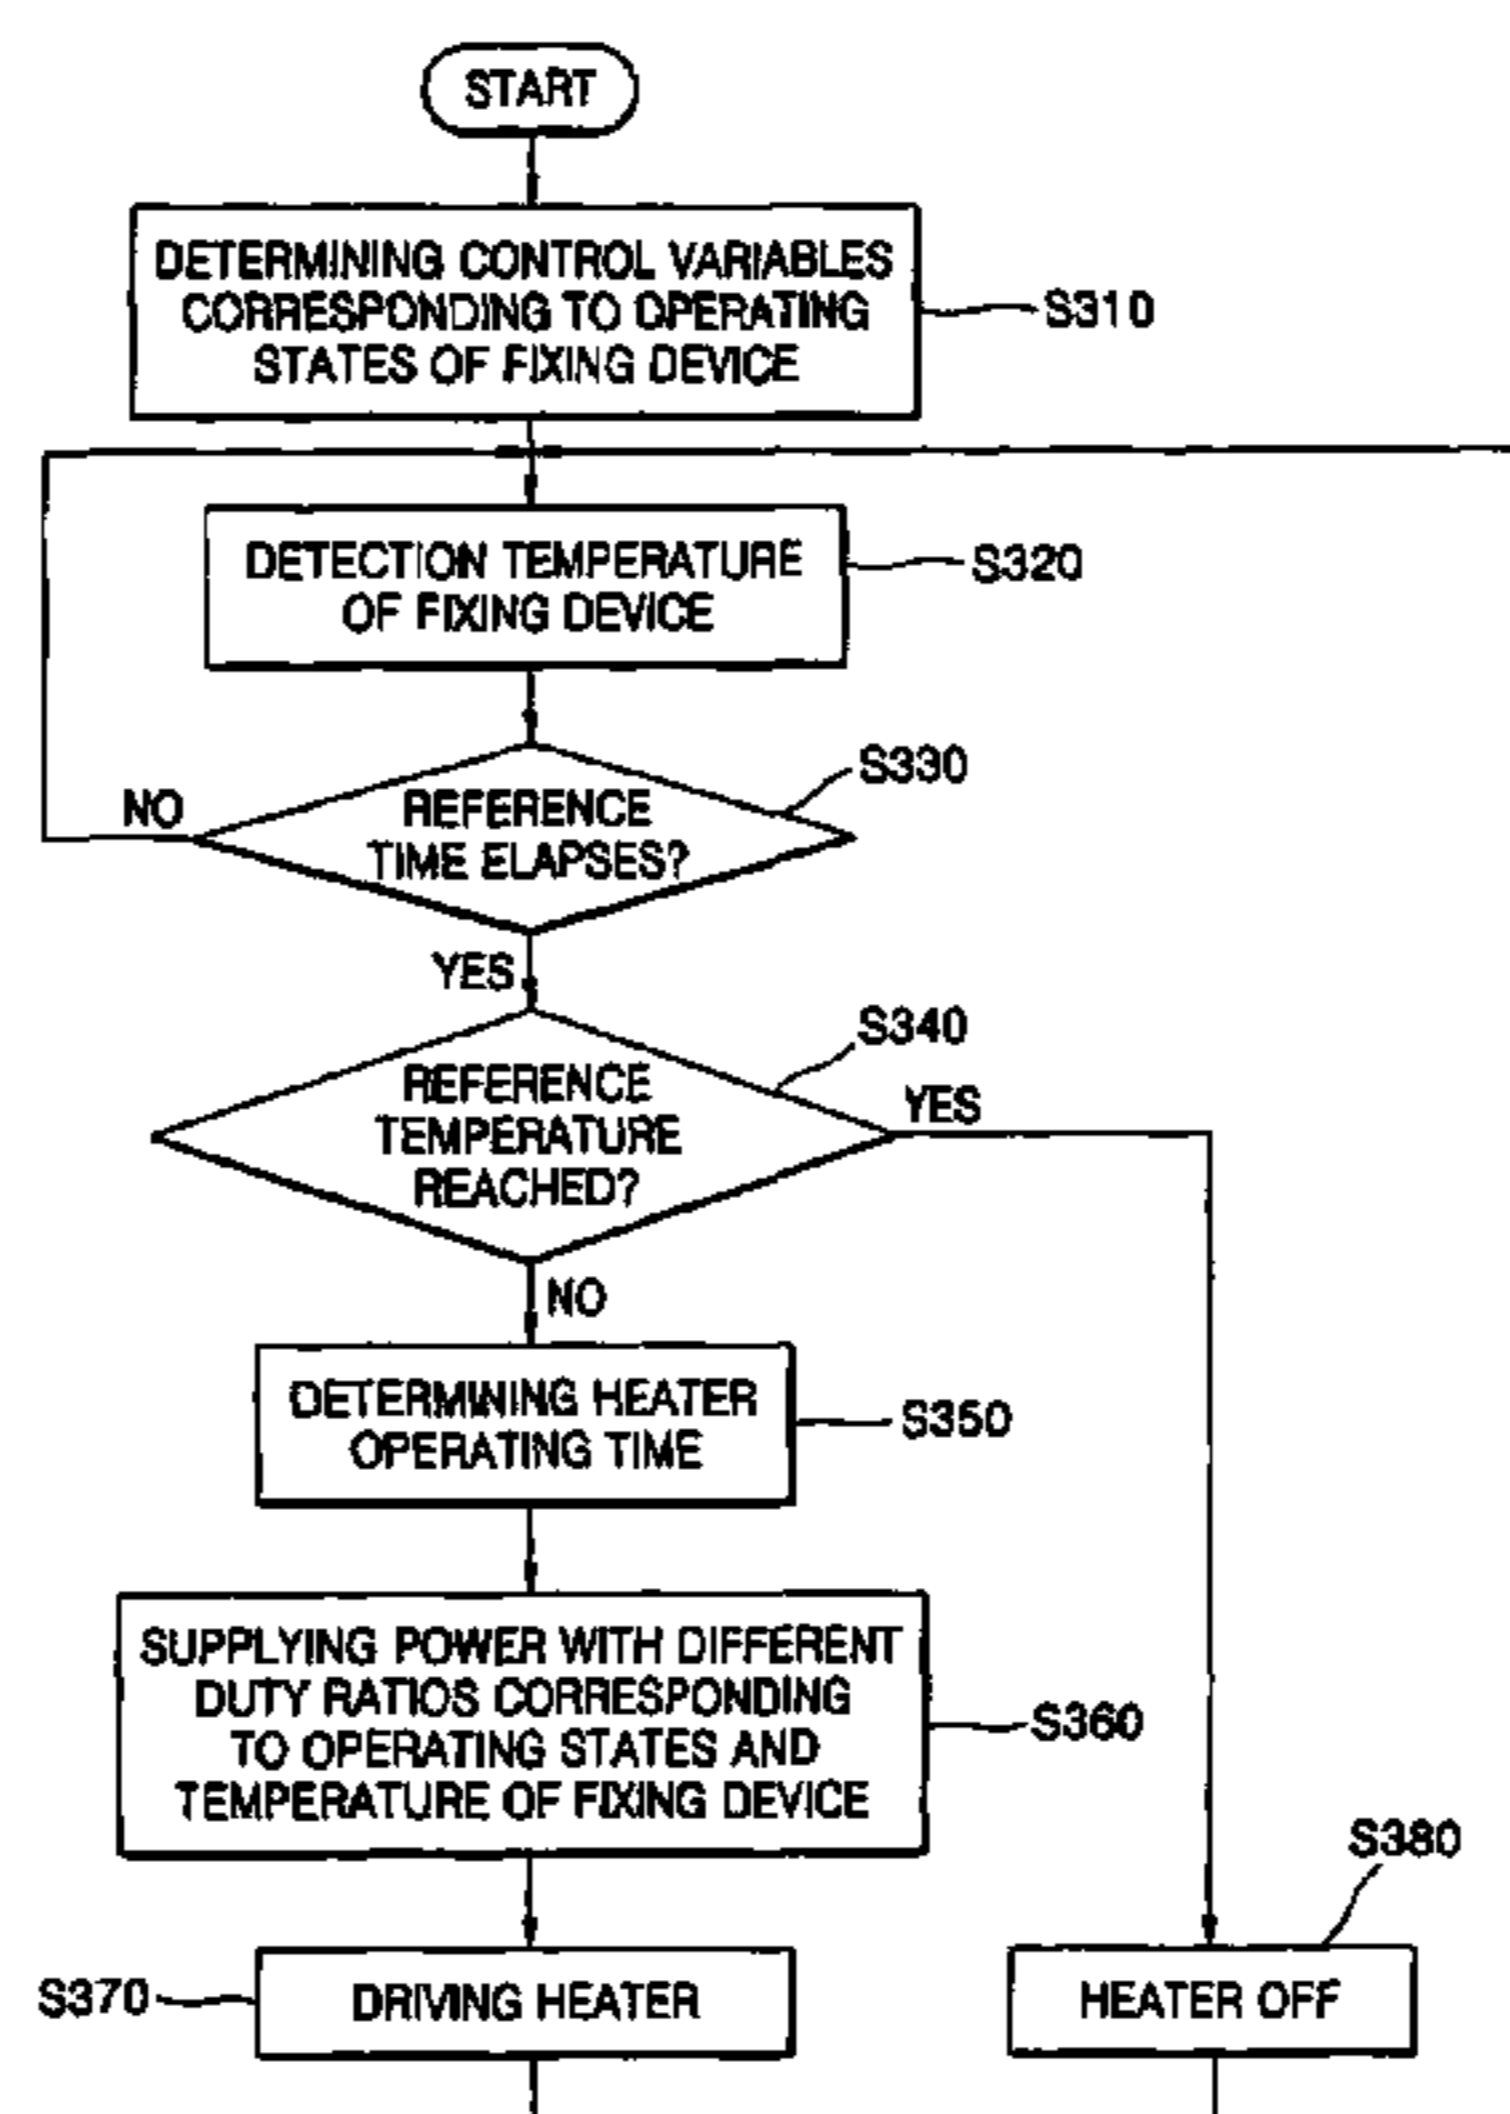 START
DETERMINING CONTROL VARIABLES
CORRESPONDING TO OPERATING
STATES OF FIXING DEVICE
S310
DETECTION TEMPERATURE
OF FIXING DEVICE
S320
S330
NO
REFERENCE
TIME ELAPSES?
YES
S340
REFERENCE
TEMPERATURE
REACHED?
YES
NO
DETERMINING HEATER
OPERATING TIME
S350
SUPPLYING POWER WITH DIFFERENT
DUTY RATIOS CORRESPONDING
TO OPERATING STATES AND
TEMPERATURE OF FIXING DEVICE
S360
S380
S370
DRIVING HEATER
HEATER OFF